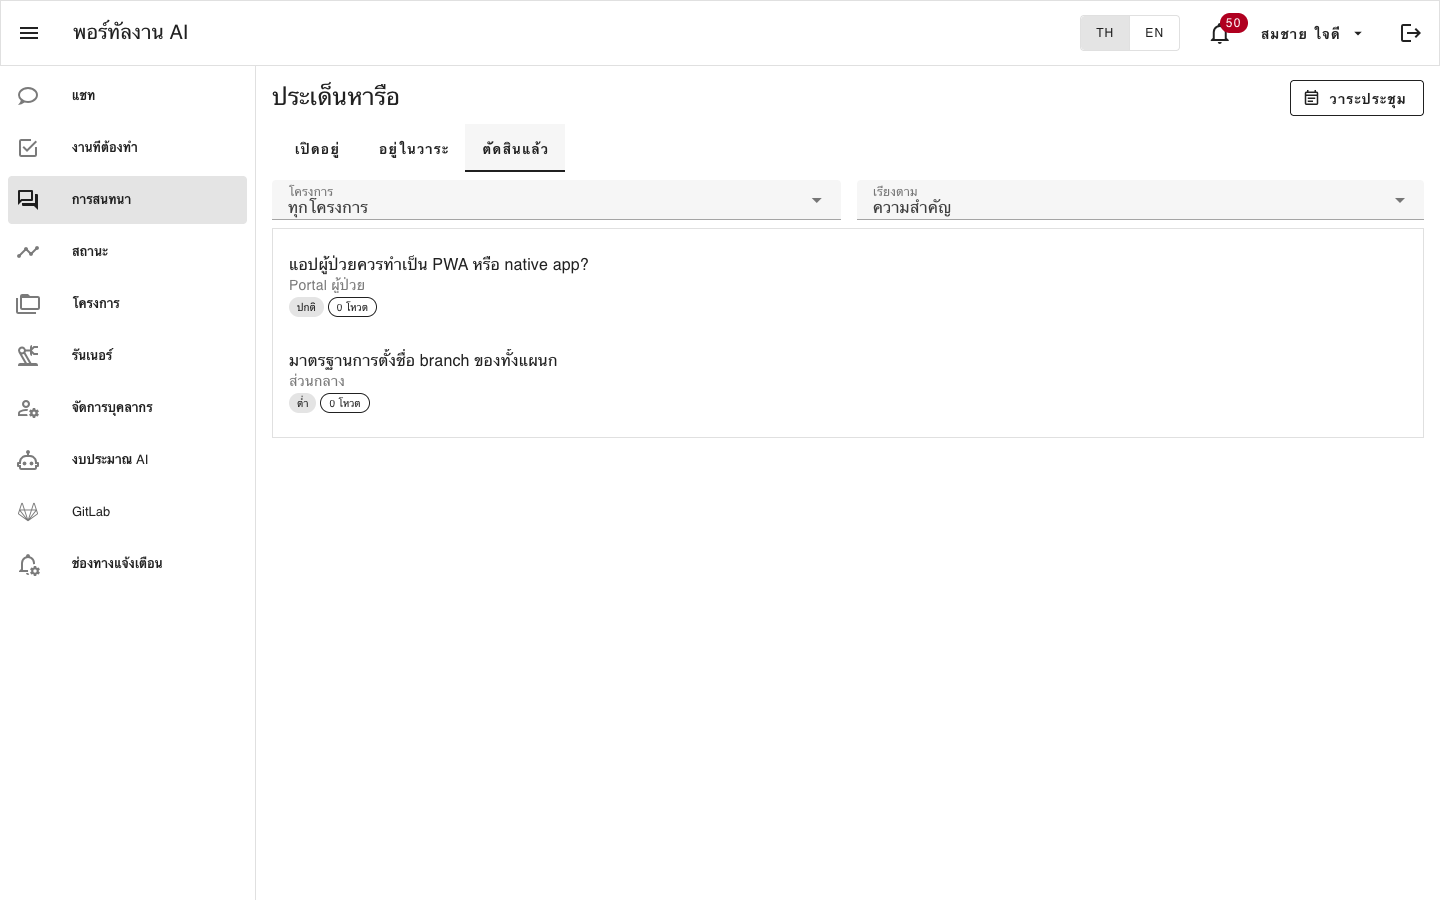 พอร์ทัลงาน AI
TH
EN
50
สมชาย ใจดี
แชท
งานที่ต้องทำ
การสนทนา
สถานะ
โครงการ
รันเนอร์
จัดการบุคลากร
งบประมาณ AI
GitLab
ช่องทางแจ้งเตือน
ประเด็นหารือ
วาระประชุม
เปิดอยู่
อยู่ในวาระ
ตัดสินแล้ว
โครงการ
ทุกโครงการ
เรียงตาม
ความสำคัญ
แอปผู้ป่วยควรทำเป็น PWA หรือ native app?
Portal ผู้ป่วย
ปกติ
0 โหวต
มาตรฐานการตั้งชื่อ branch ของทั้งแผนก
ส่วนกลาง
ต่ำ
0 โหวต